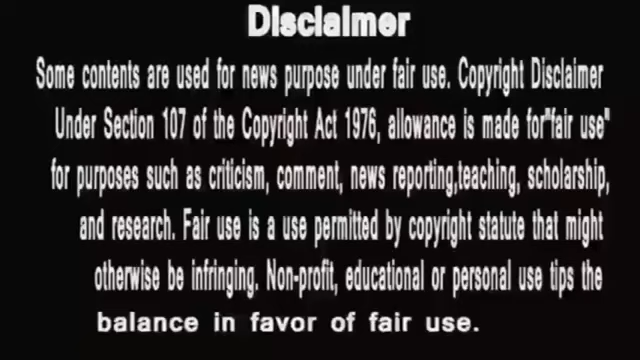 Disclaimer
Some contents are used for news purpose under fair use. Copyright Disclaimer
Under Section 107 of the Copyright Act 1976, allowance is made for"fair use"
for purposes such as criticism, comment, news reporting,teaching, scholarship,
and research. Fair use is a use permitted by copyright statute that might
otherwise be infringing. Non-profit, educational or personal use tips the
balance in favor of fair use.